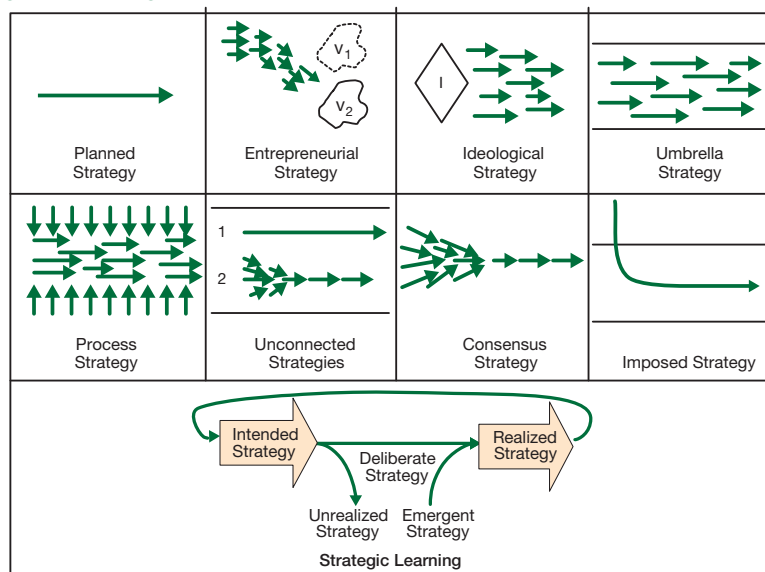 V1
V2
I
Planned
Strategy
Entrepreneurial
Strategy
Ideological
Strategy
Umbrella
Strategy
1
2
Process
Strategy
Unconnected
Strategies
Consensus
Strategy
Imposed Strategy
Intended
Strategy
Realized
Strategy
Deliberate
Strategy
Unrealized
Strategy
Emergent
Strategy
Strategic Learning